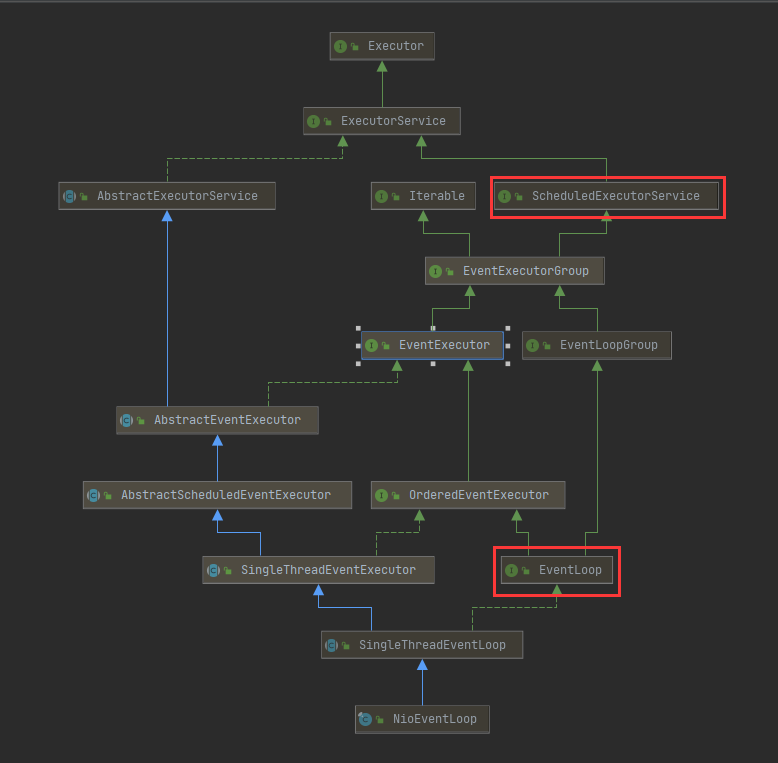 Executor
ExecutorService
AbstractExecutorService
Iterable
ScheduledExecutorService
EventExecutorGroup
EventExecutor
EventLoopGroup
AbstractEventExecutor
AbstractScheduledEventExecutor
OrderedEventExecutor
SingleThreadEventExecutor
EventLoop
SingleThreadEventLoop
NioEventLoop